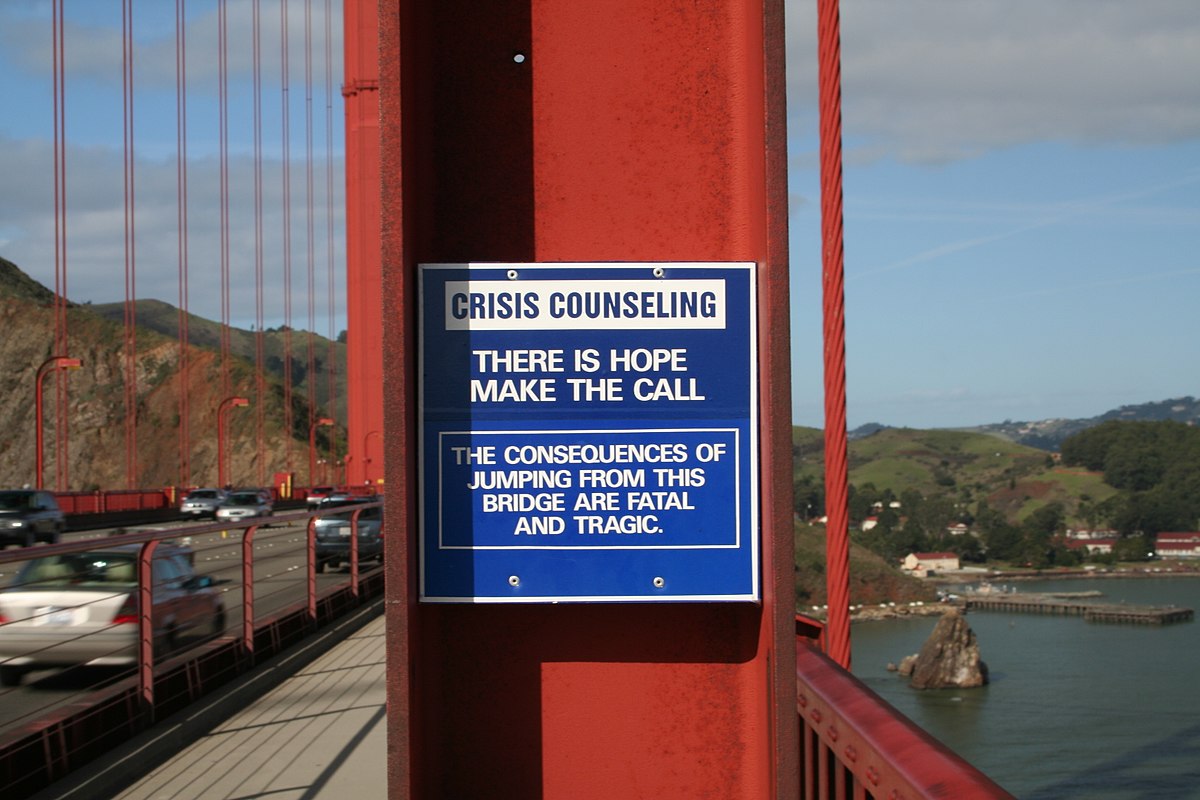 CRISIS COUNSELING
THERE IS HOPE
MAKE THE CALL
THE CONSEQUENCES OF
JUMPING FROM THIS
BRIDGE ARE FATAL
AND TRAGIC.